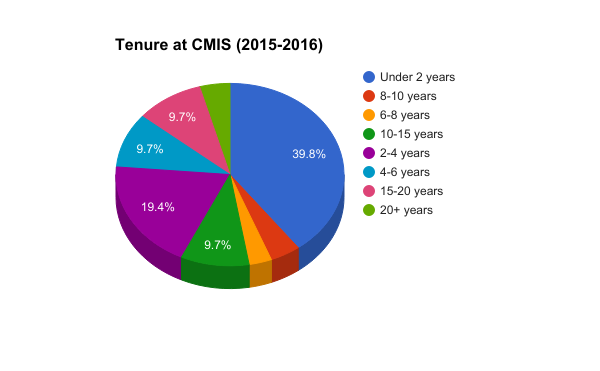 Tenure at CMIS (2015-2016)
Under 2 years
8-10 years
6-8 years
10-15 years
2-4 years
4-6 years
15-20 years
20+ years
9.7%
9.7%
39.8%
19.4%
9.7%